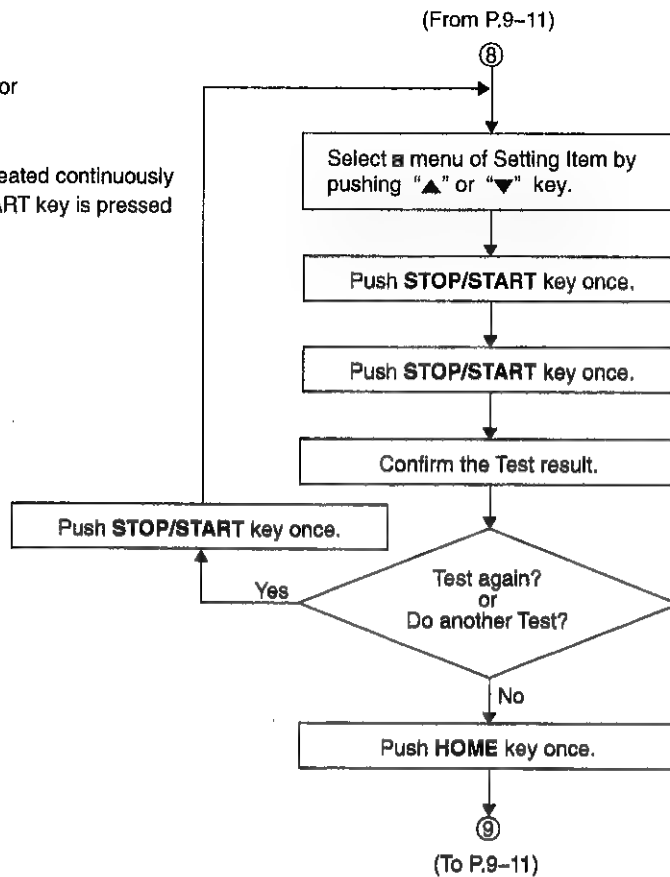 (From P.9–11)
⑧
or
eated continuously
ART key is pressed
Select a menu of Setting Item by
pushing “▲” or “▼” key.
Push STOP/START key once.
Push STOP/START key once.
Confirm the Test result.
Push STOP/START key once.
Test again?
or
Do another Test?
Yes
No
Push HOME key once.
⑨
(To P.9–11)